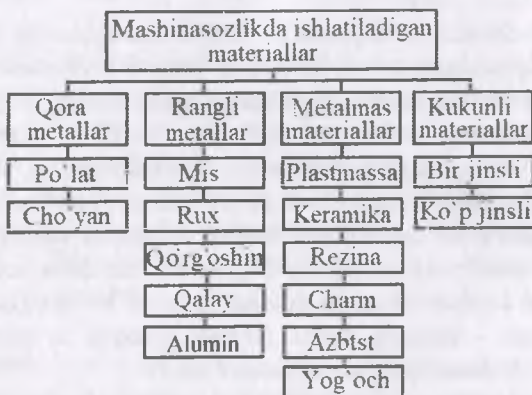 Mashinasozlikda ishlatiladigan
materiallar
Qora
metallar
Po`lat
Cho`yan
Rangli
metallar
Mis
Rux
Qo`rg`oshin
Qalay
Alumin
Metalmas
materiallar
Plastmassa
Keramika
Rezina
Charm
Azbtst
Yog`och
Kukunli
materiallar
Bir jinsli
Ko`p jinsli